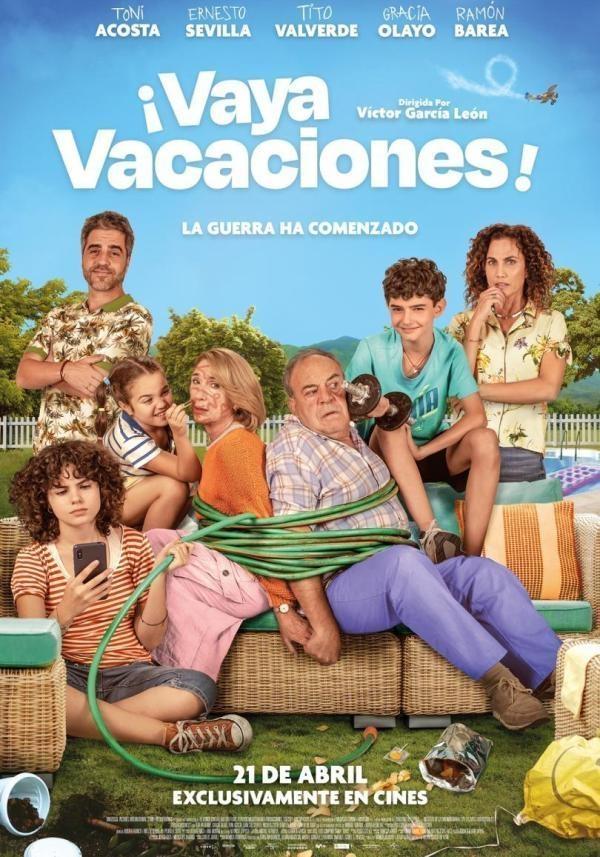 TONI ACOSTA
ERNESTO SEVILLA
TITO VALVERDE
GRACIA OLAYO
RAMÓN BAREA
¡Vaya
Dirigida Por
Víctor García León
Vacaciones!
LA GUERRA HA COMENZADO
21 DE ABRIL
EXCLUSIVAMENTE EN CINES